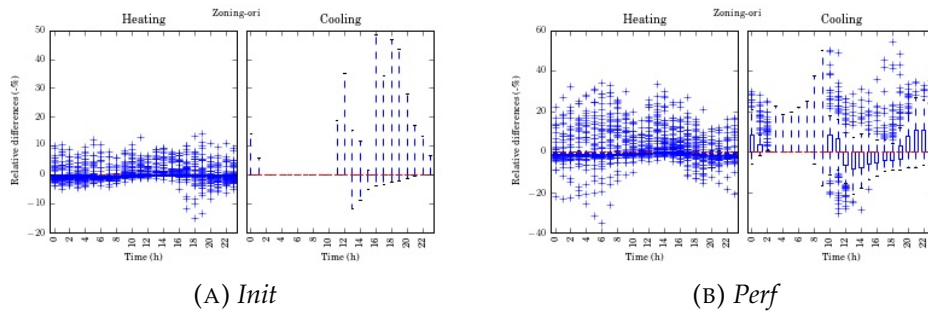 Zoning-ori
Heating
Cooling
Relative differences (-%)
50
40
30
20
10
0
−10
−20
0 2 4 6 8 10 12 14 16 18 20 22
0 2 4 6 8 10 12 14 16 18 20 22
Time (h)
Time (h)
(A) Init
Zoning-ori
Heating
Cooling
Relative differences (-%)
60
40
20
0
−20
−40
0 2 4 6 8 10 12 14 16 18 20 22
0 2 4 6 8 10 12 14 16 18 20 22
Time (h)
Time (h)
(B) Perf